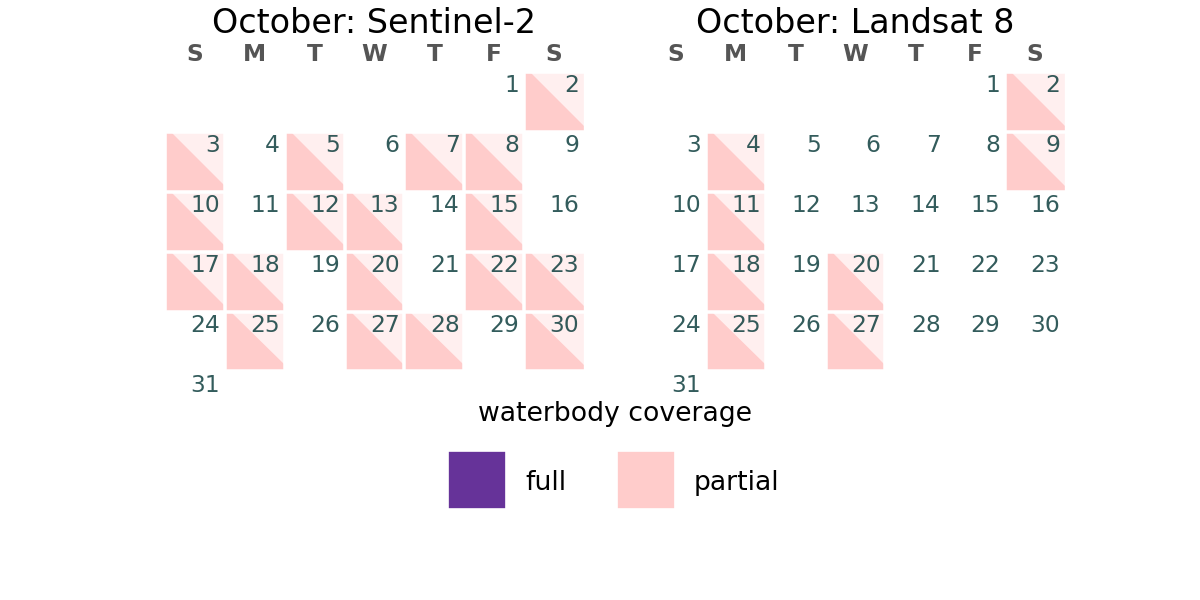 October: Sentinel-2
S M T W T F S
1 2
3 4 5 6 7 8 9
10 11 12 13 14 15 16
17 18 19 20 21 22 23
24 25 26 27 28 29 30
31
October: Landsat 8
S M T W T F S
1 2
3 4 5 6 7 8 9
10 11 12 13 14 15 16
17 18 19 20 21 22 23
24 25 26 27 28 29 30
31
waterbody coverage
full partial